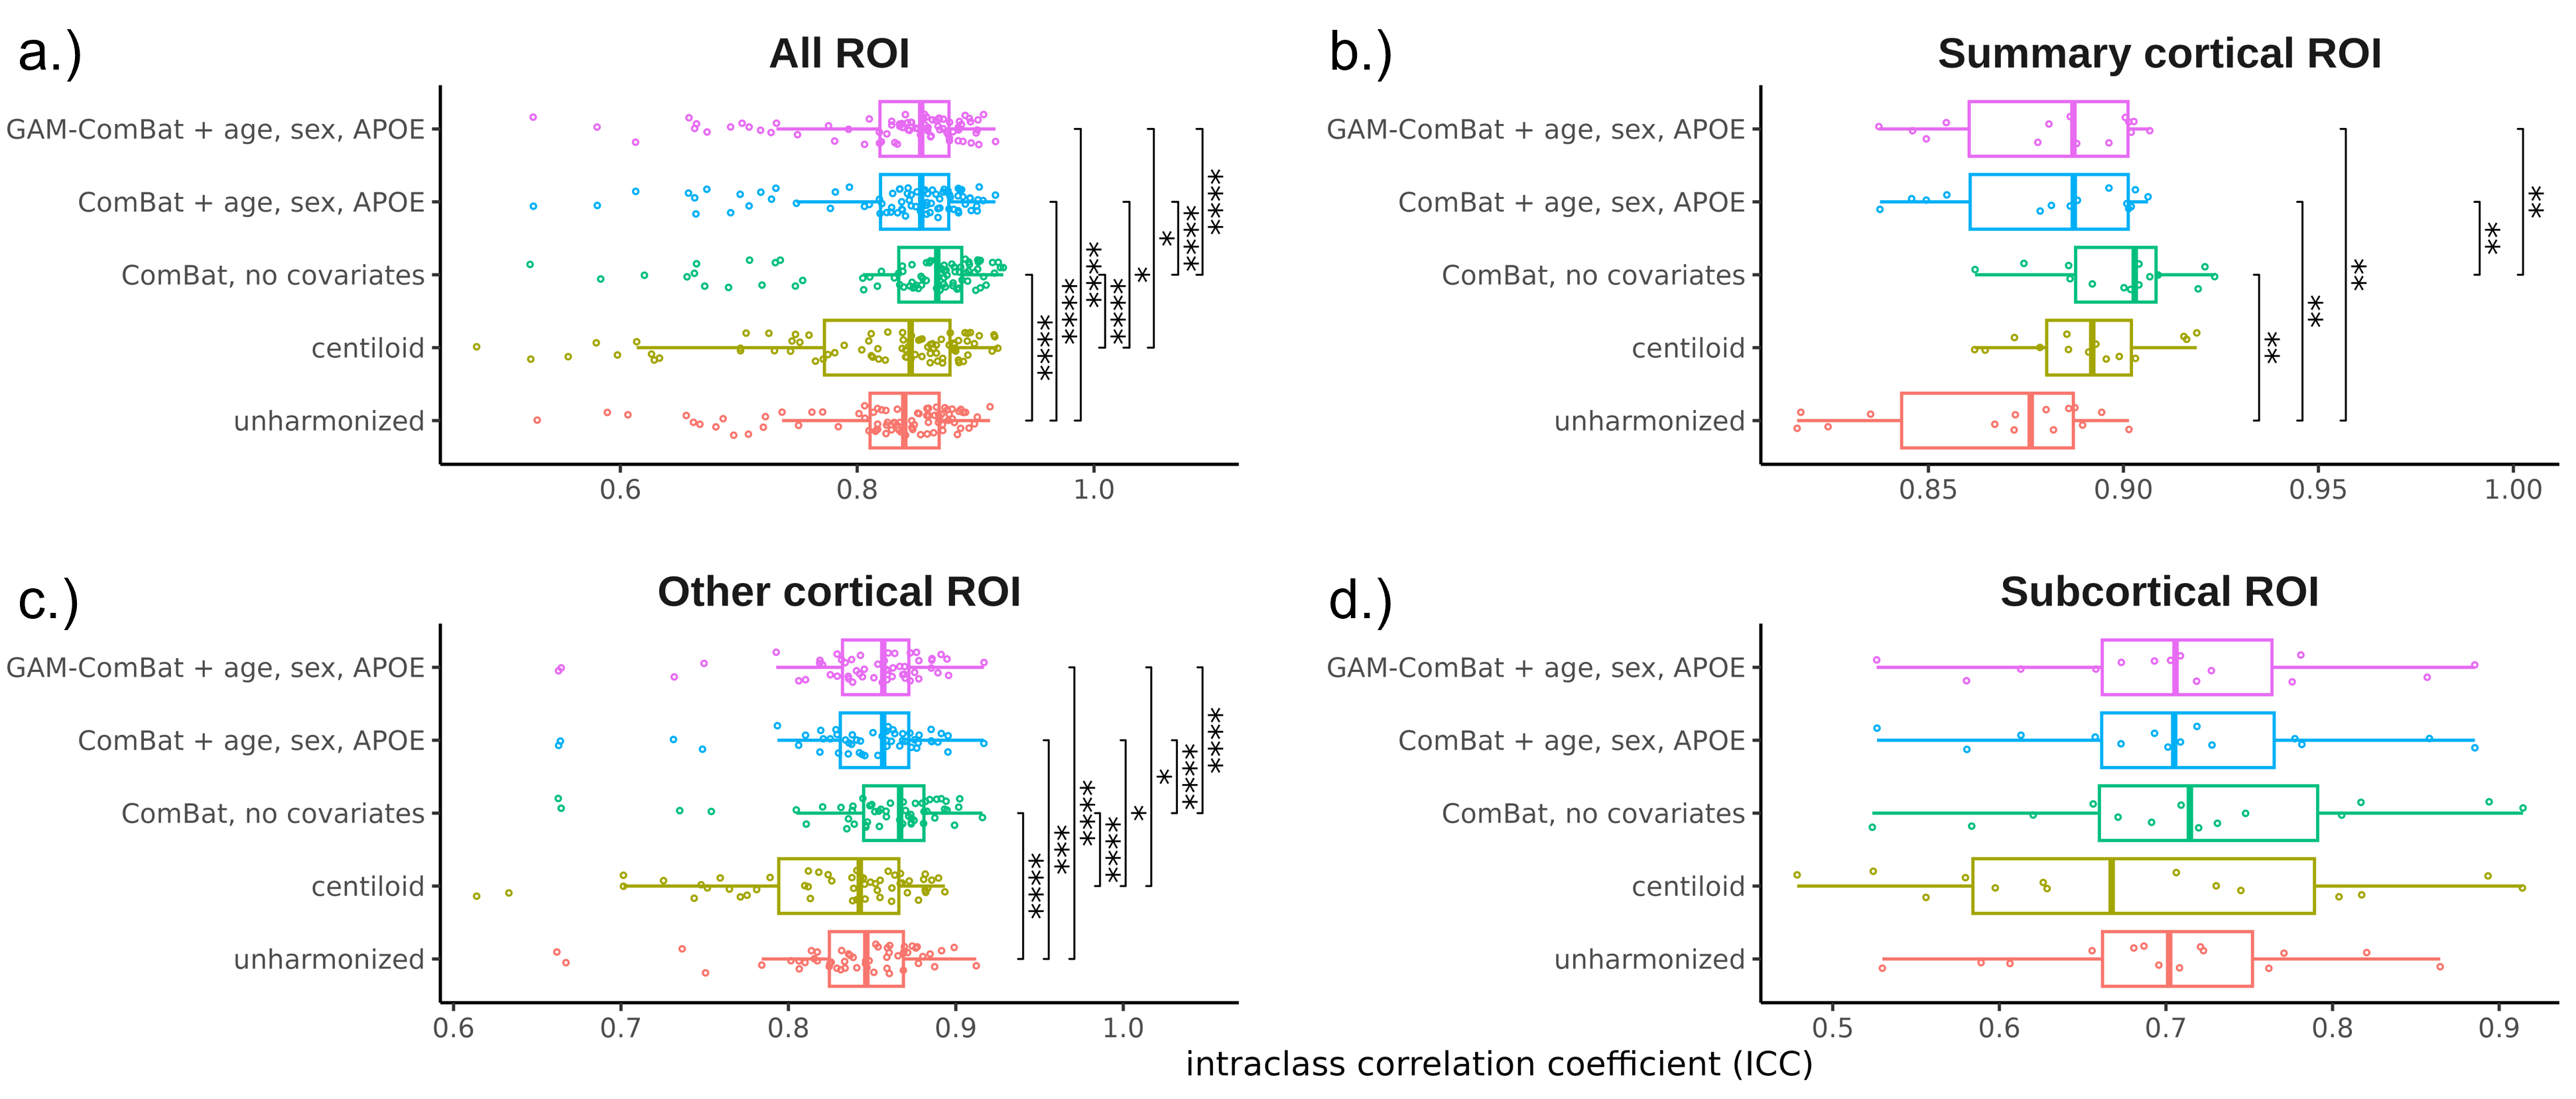 a.)
All ROI
GAM-ComBat + age, sex, APOE
ComBat + age, sex, APOE
ComBat, no covariates
centiloid
unharmonized
****
****
****
****
*
*
****
****
0.6
0.8
1.0
b.)
Summary cortical ROI
GAM-ComBat + age, sex, APOE
ComBat + age, sex, APOE
ComBat, no covariates
centiloid
unharmonized
**
**
**
**
**
0.85
0.90
0.95
1.00
c.)
Other cortical ROI
GAM-ComBat + age, sex, APOE
ComBat + age, sex, APOE
ComBat, no covariates
centiloid
unharmonized
****
***
****
****
*
*
****
****
0.6
0.7
0.8
0.9
1.0
d.)
Subcortical ROI
GAM-ComBat + age, sex, APOE
ComBat + age, sex, APOE
ComBat, no covariates
centiloid
unharmonized
0.5
0.6
0.7
0.8
0.9
intraclass correlation coefficient (ICC)